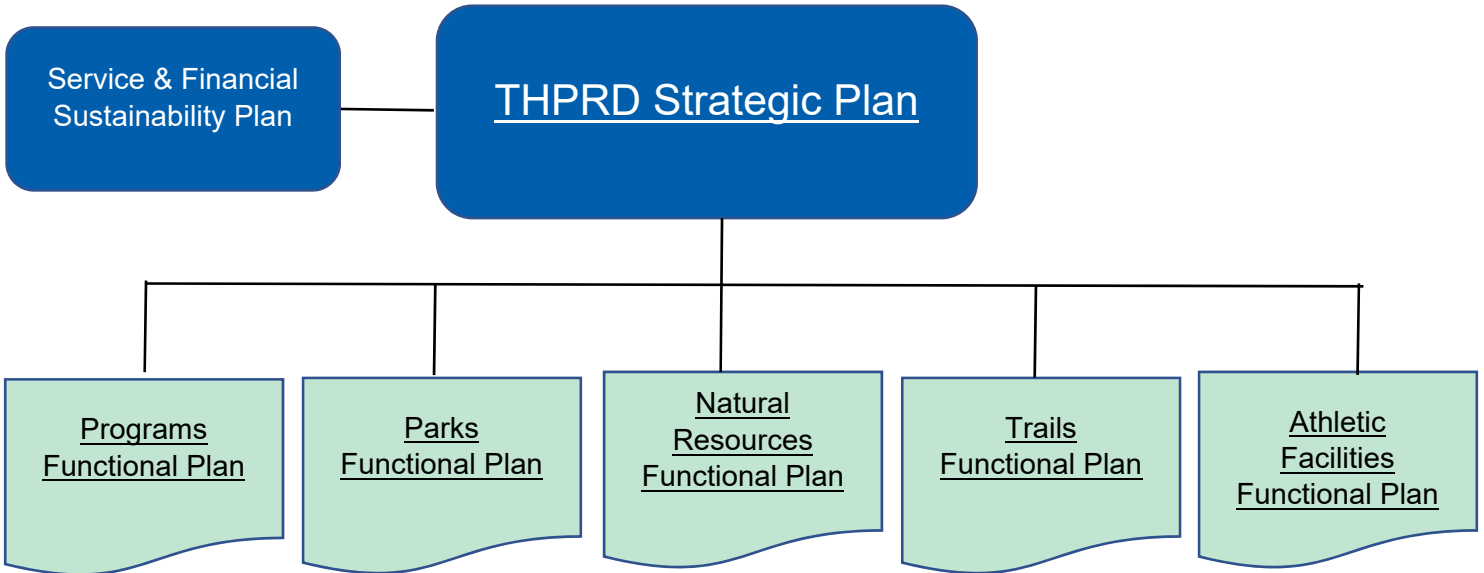 Service & Financial
Sustainability Plan
THPRD Strategic Plan
Programs
Functional Plan
Parks
Functional Plan
Natural
Resources
Functional Plan
Trails
Functional Plan
Athletic
Facilities
Functional Plan